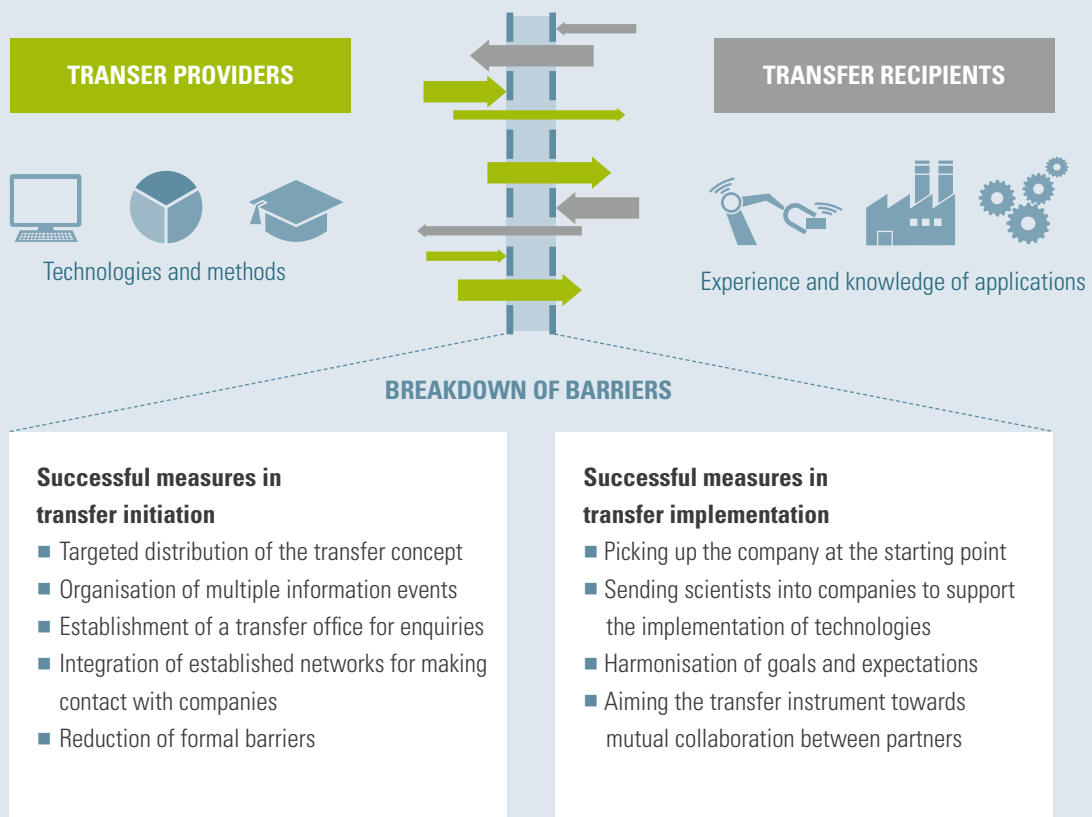 TRANSER PROVIDERS
TRANSFER RECIPIENTS
Technologies and methods
Experience and knowledge of applications
BREAKDOWN OF BARRIERS
Successful measures in
transfer initiation
Targeted distribution of the transfer concept
Organisation of multiple information events
Establishment of a transfer office for enquiries
Integration of established networks for making
contact with companies
Reduction of formal barriers
Successful measures in
transfer implementation
Picking up the company at the starting point
Sending scientists into companies to support
the implementation of technologies
Harmonisation of goals and expectations
Aiming the transfer instrument towards
mutual collaboration between partners